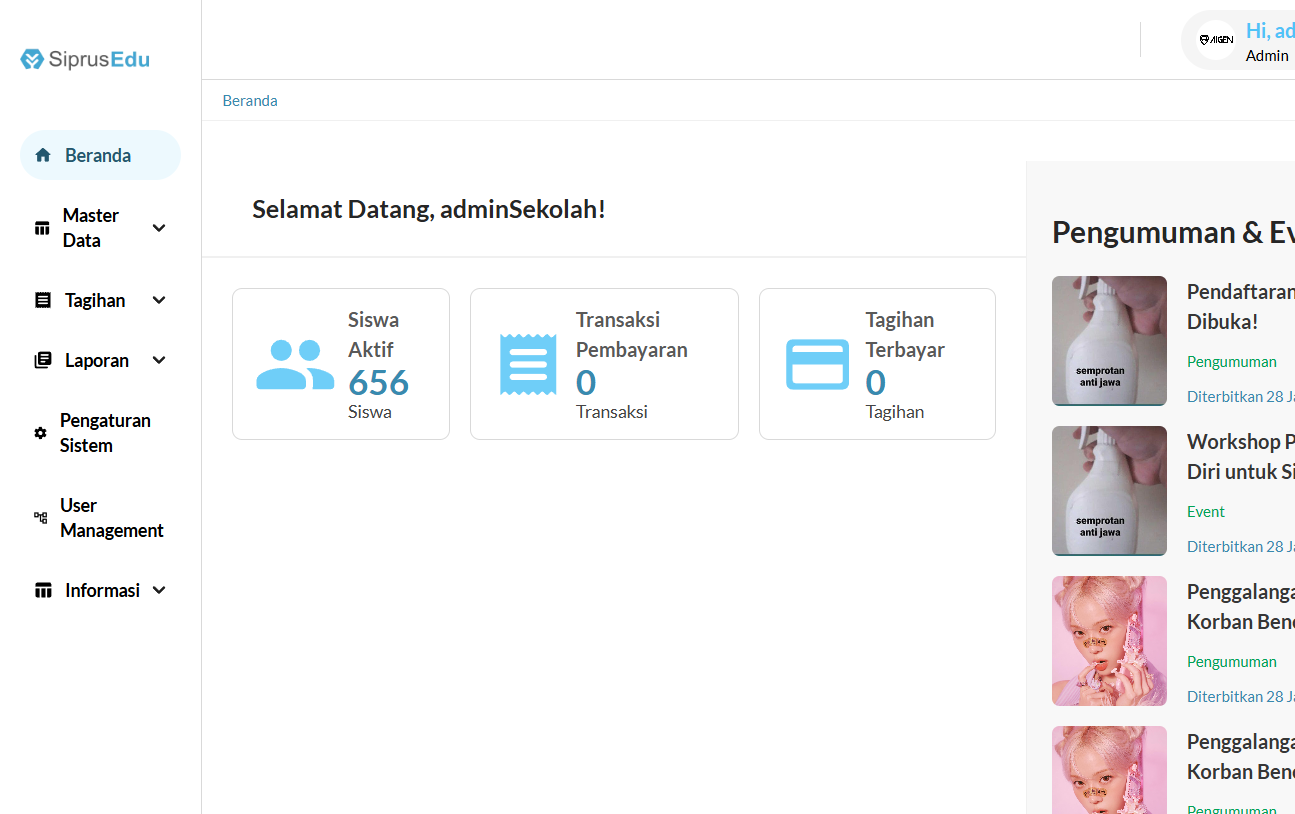 SiprusEdu
Hi, ad
Admin
Beranda
Beranda
Master
Data
Tagihan
Laporan
Pengaturan
Sistem
User
Management
Informasi
Selamat Datang, adminSekolah!
Siswa
Aktif
656
Siswa
Transaksi
Pembayaran
0
Transaksi
Tagihan
Terbayar
0
Tagihan
Pengumuman & Ev
semprotan
anti jawa
Pendaftaran
Dibuka!
Pengumuman
Diterbitkan 28 Ja
semprotan
anti jawa
Workshop P
Diri untuk Si
Event
Diterbitkan 28 Ja
Penggalanga
Korban Benc
Pengumuman
Diterbitkan 28 Ja
Penggalanga
Korban Benc
Pengumuman